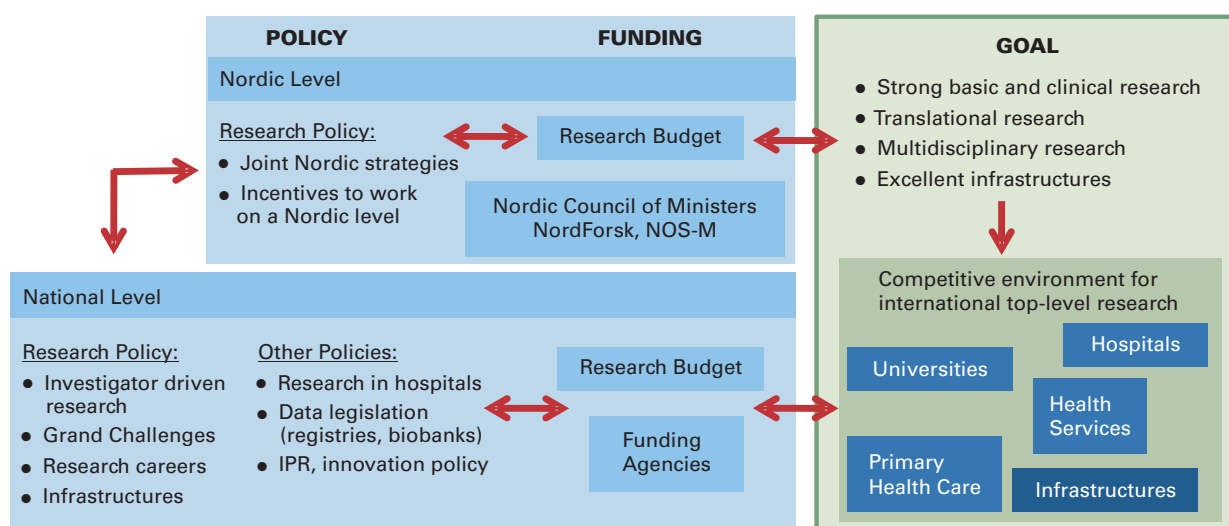 POLICY
FUNDING
Nordic Level
Research Policy:
• Joint Nordic strategies
• Incentives to work
on a Nordic level
Research Budget
Nordic Council of Ministers
NordForsk, NOS-M
National Level
Research Policy:
• Investigator driven
research
• Grand Challenges
• Research careers
• Infrastructures
Other Policies:
• Research in hospitals
• Data legislation
(registries, biobanks)
• IPR, innovation policy
Research Budget
Funding
Agencies
GOAL
• Strong basic and clinical research
• Translational research
• Multidisciplinary research
• Excellent infrastructures
Competitive environment for
international top-level research
Hospitals
Universities
Health
Services
Primary
Health Care
Infrastructures